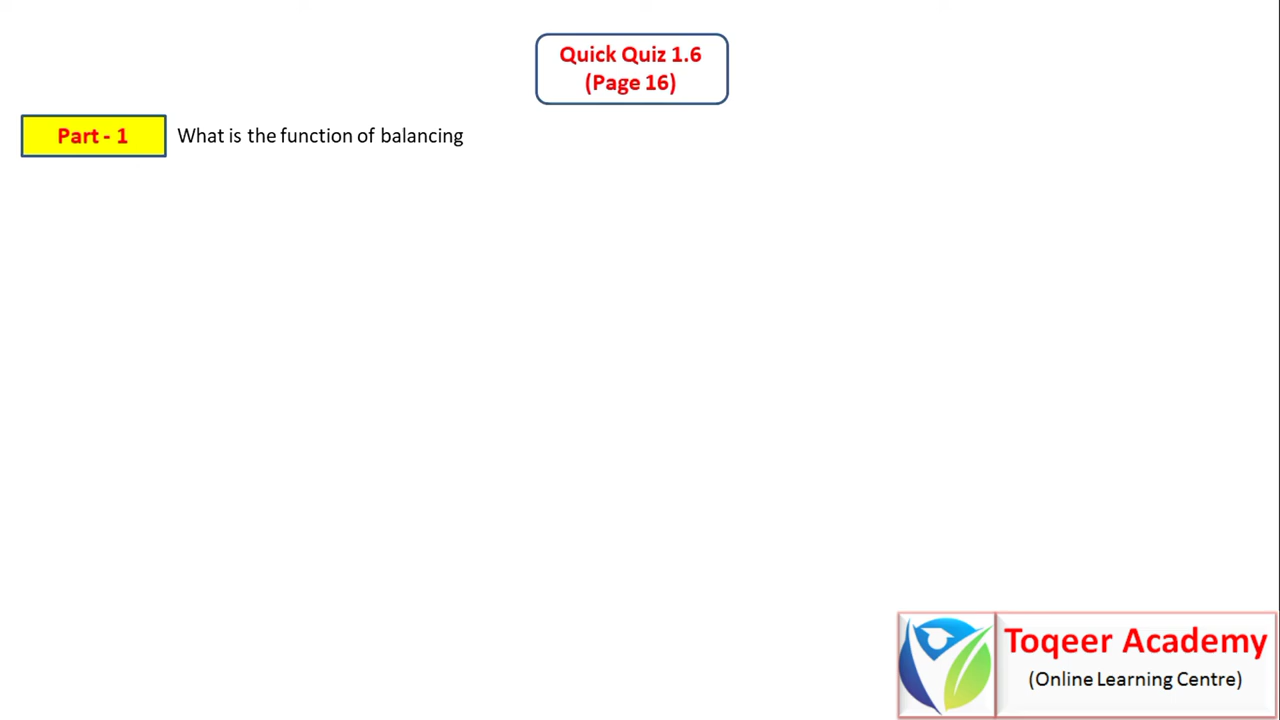 Quick Quiz 1.6
(Page 16)
Part - 1
What is the function of balancing
Toqeer Academy
(Online Learning Centre)